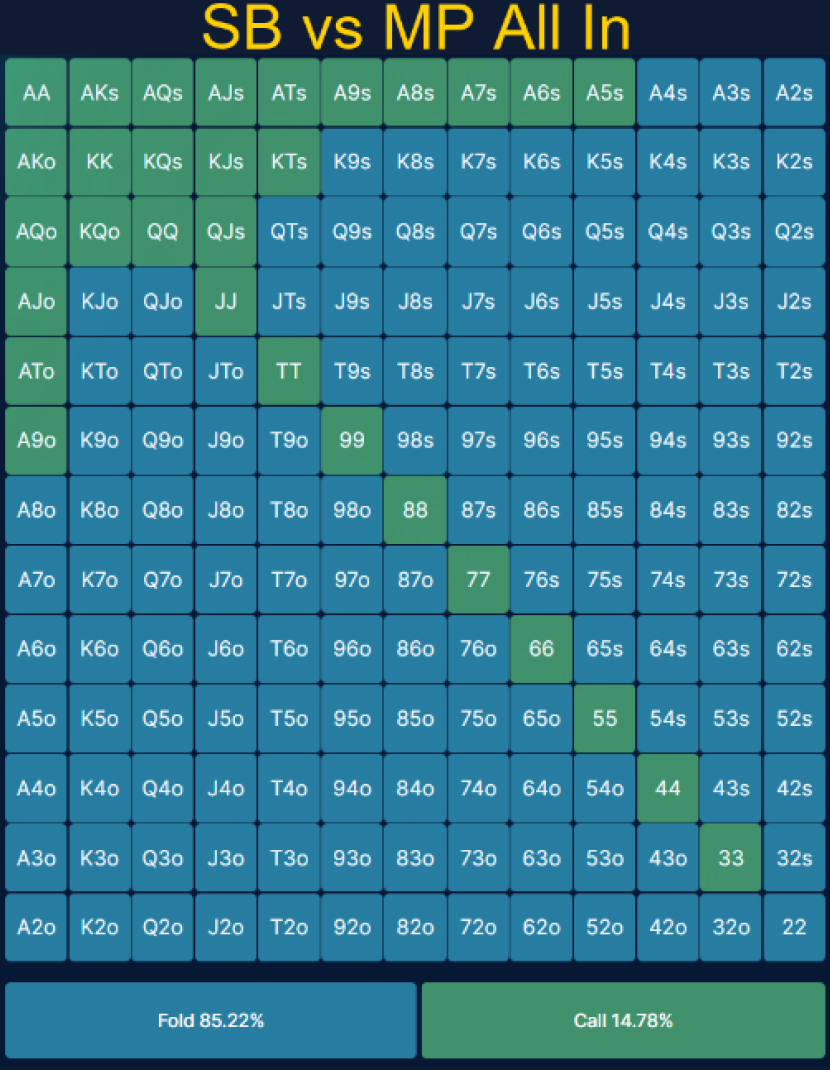 SB vs MP All In
AA AKs AQs AJs ATs A9s A8s A7s A6s A5s A4s A3s A2s
AKo KK KQs KJs KTs K9s K8s K7s K6s K5s K4s K3s K2s
AQo KQo QQ QJs QTs Q9s Q8s Q7s Q6s Q5s Q4s Q3s Q2s
AJo KJo QJo JJ JTs J9s J8s J7s J6s J5s J4s J3s J2s
ATo KTo QTo JTo TT T9s T8s T7s T6s T5s T4s T3s T2s
A9o K9o Q9o J9o T9o 99 98s 97s 96s 95s 94s 93s 92s
A8o K8o Q8o J8o T8o 98o 88 87s 86s 85s 84s 83s 82s
A7o K7o Q7o J7o T7o 97o 87o 77 76s 75s 74s 73s 72s
A6o K6o Q6o J6o T6o 96o 86o 76o 66 65s 64s 63s 62s
A5o K5o Q5o J5o T5o 95o 85o 75o 65o 55 54s 53s 52s
A4o K4o Q4o J4o T4o 94o 84o 74o 64o 54o 44 43s 42s
A3o K3o Q3o J3o T3o 93o 83o 73o 63o 53o 43o 33 32s
A2o K2o Q2o J2o T2o 92o 82o 72o 62o 52o 42o 32o 22
Fold 85.22% Call 14.78%